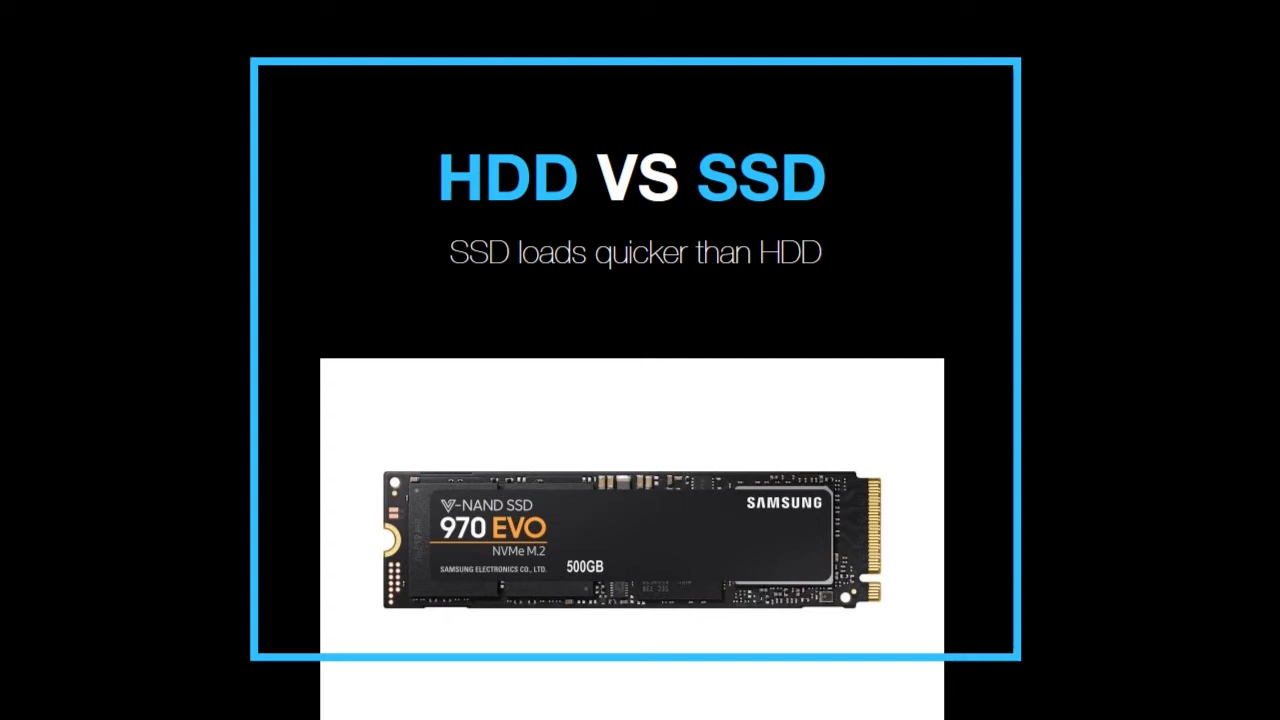 HDD VS SSD
SSD loads quicker than HDD
V-NAND SSD
970 EVO
NVMe M.2
SAMSUNG ELECTRONICS CO., LTD.
500GB
SAMSUNG